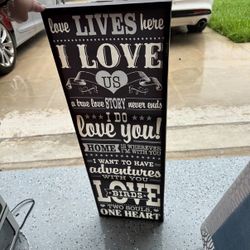 love LIVES here
I LOVE
US
a true love STORY never ends
I DO
love you!
HOME IS WHEREVER
I'M WITH YOU
I WANT TO HAVE
adventures
WITH YOU
LOVE
BIRDS
TWO SOULS,
ONE HEART